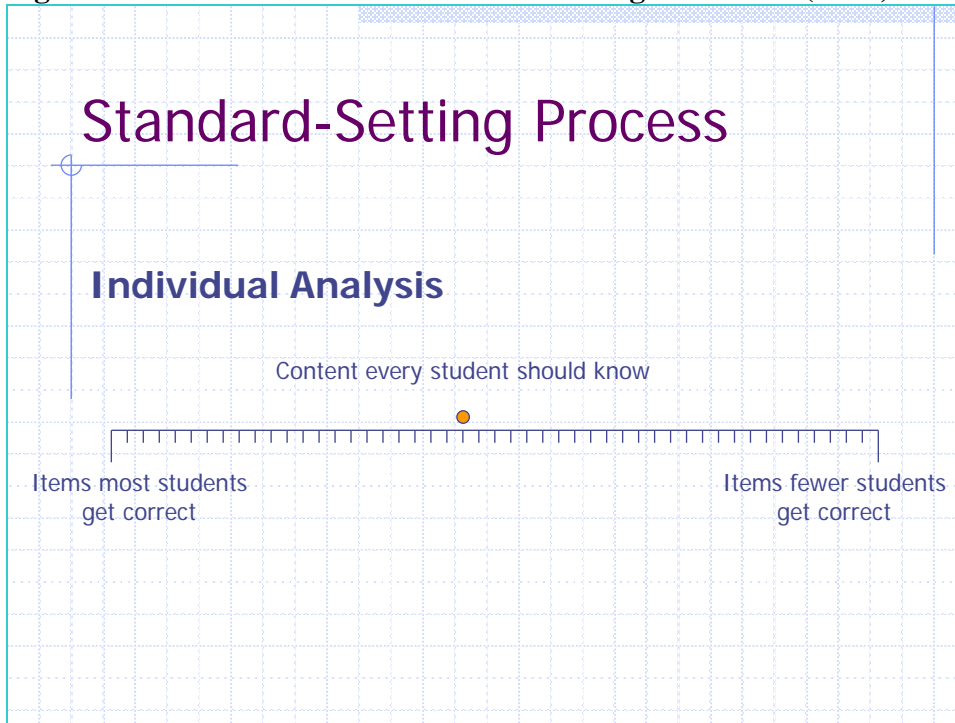 Standard-Setting Process
Individual Analysis
Content every student should know
Items most students
get correct
Items fewer students
get correct